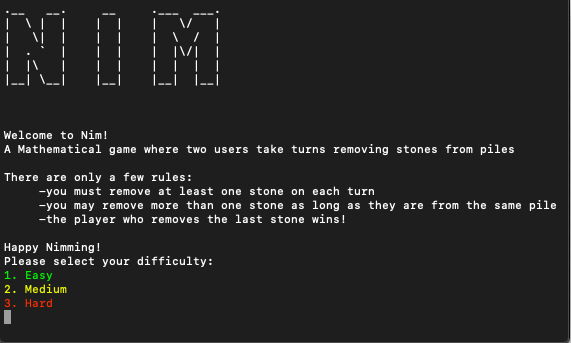 NIM
Welcome to Nim!
A Mathematical game where two users take turns removing stones from piles
There are only a few rules:
-you must remove at least one stone on each turn
-you may remove more than one stone as long as they are from the same pile
-the player who removes the last stone wins!
Happy Nimming!
Please select your difficulty:
1. Easy
2. Medium
3. Hard